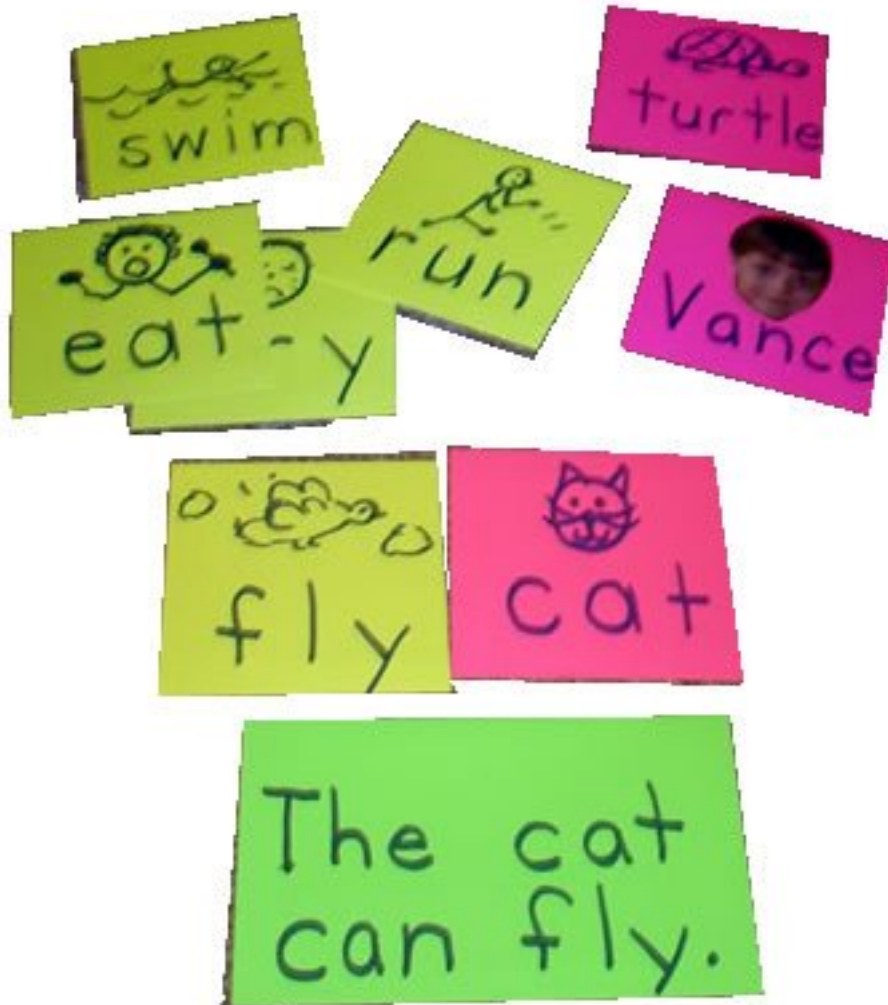 swim
turtle
run
eat
y
Vance
fly
cat
The cat
can fly.